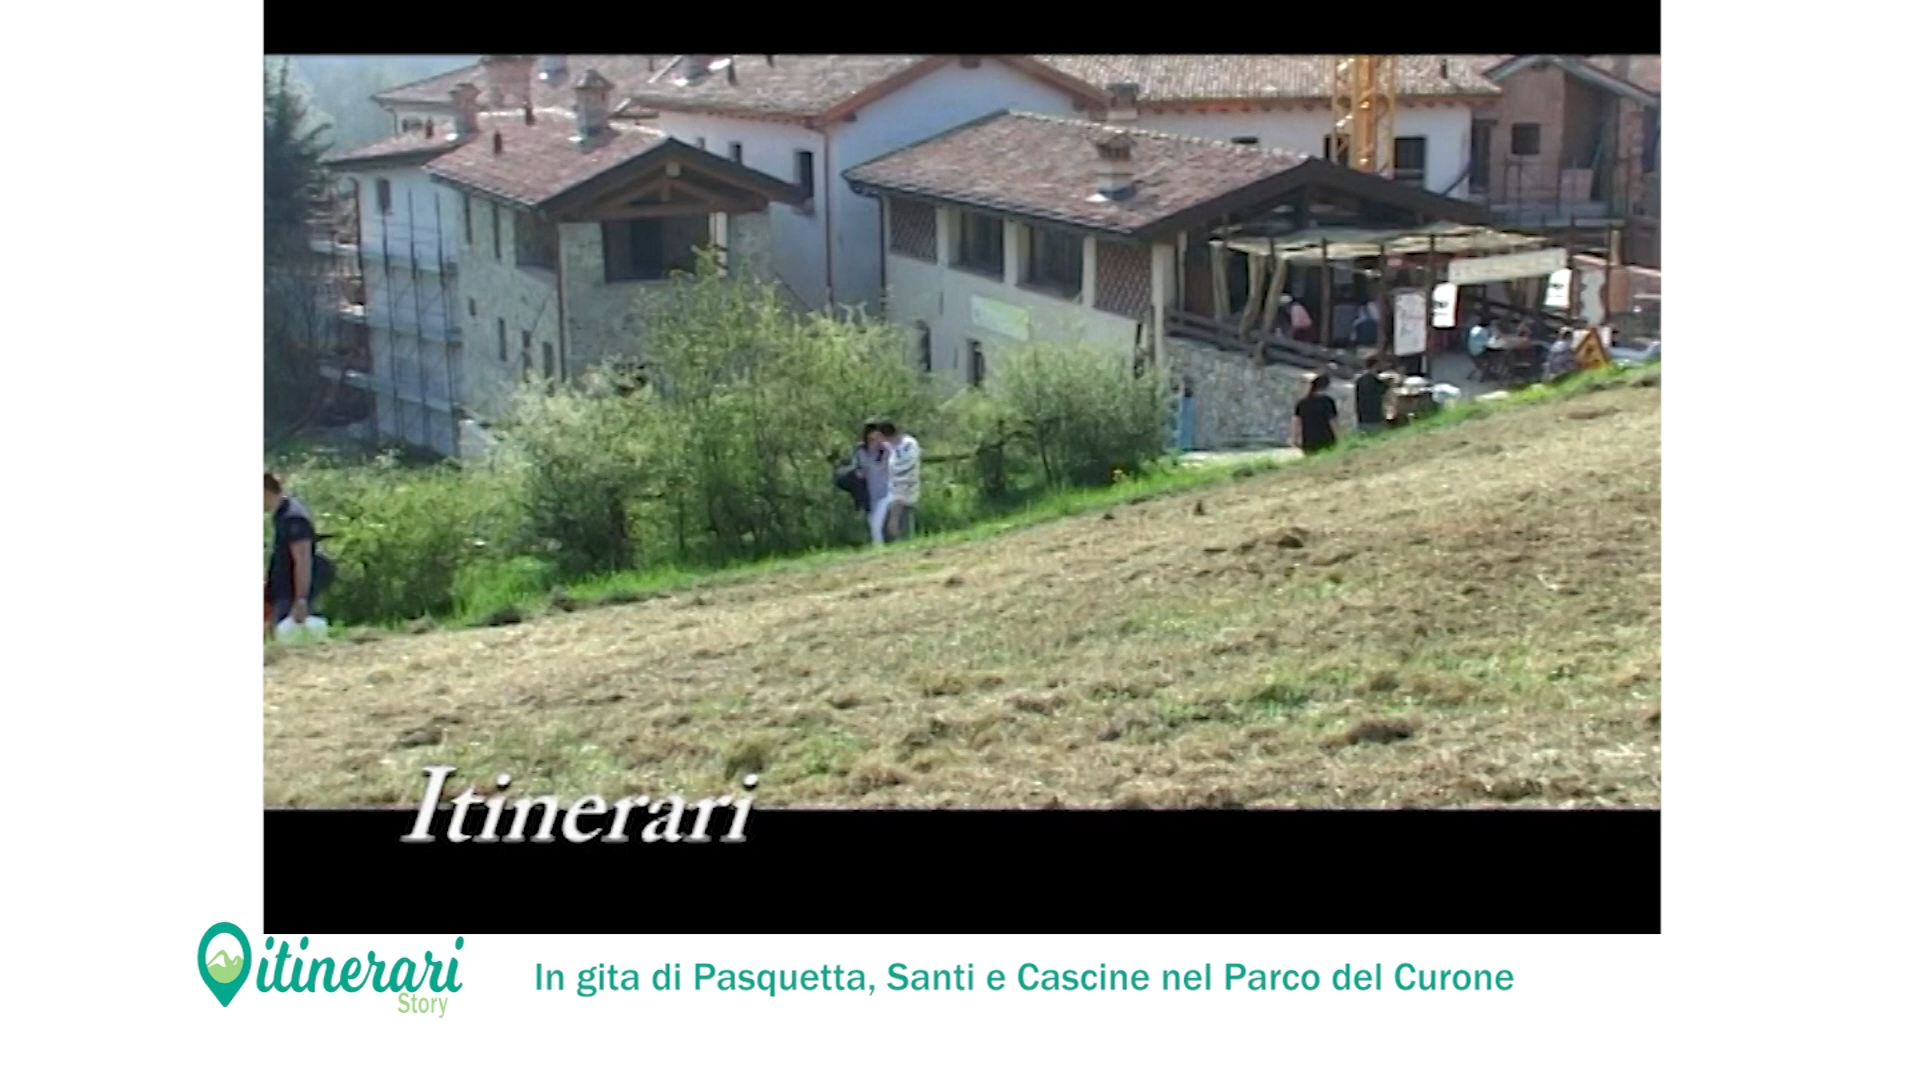 Itinerari
itinerari
Story
In gita di Pasquetta, Santi e Cascine nel Parco del Curone